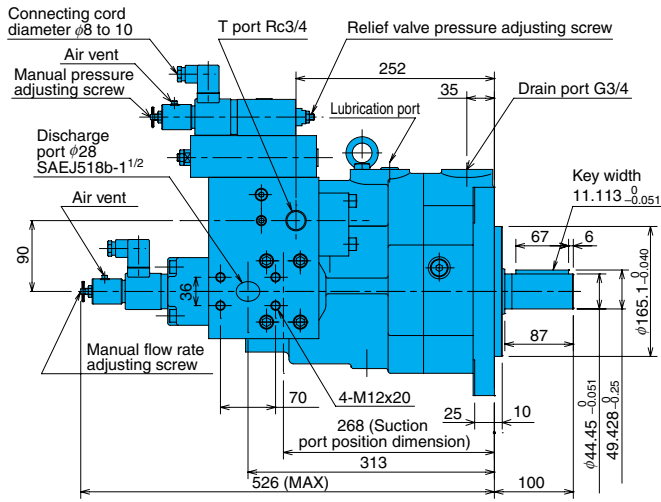 Connecting cord
diameter φ8 to 10
T port Rc3/4
Relief valve pressure adjusting screw
Air vent
Manual pressure
adjusting screw
252
35
Drain port G3/4
Lubrication port
Discharge
port φ28
SAEJ518b-1 1/2
Key width
11.113 0 -0.051
Air vent
67
6
90
36
φ165.1 0 -0.040
87
Manual flow rate
adjusting screw
4-M12x20
70
25
10
268 (Suction
port position dimension)
313
φ44.45 0 -0.051
49.428 0 -0.25
526 (MAX)
100